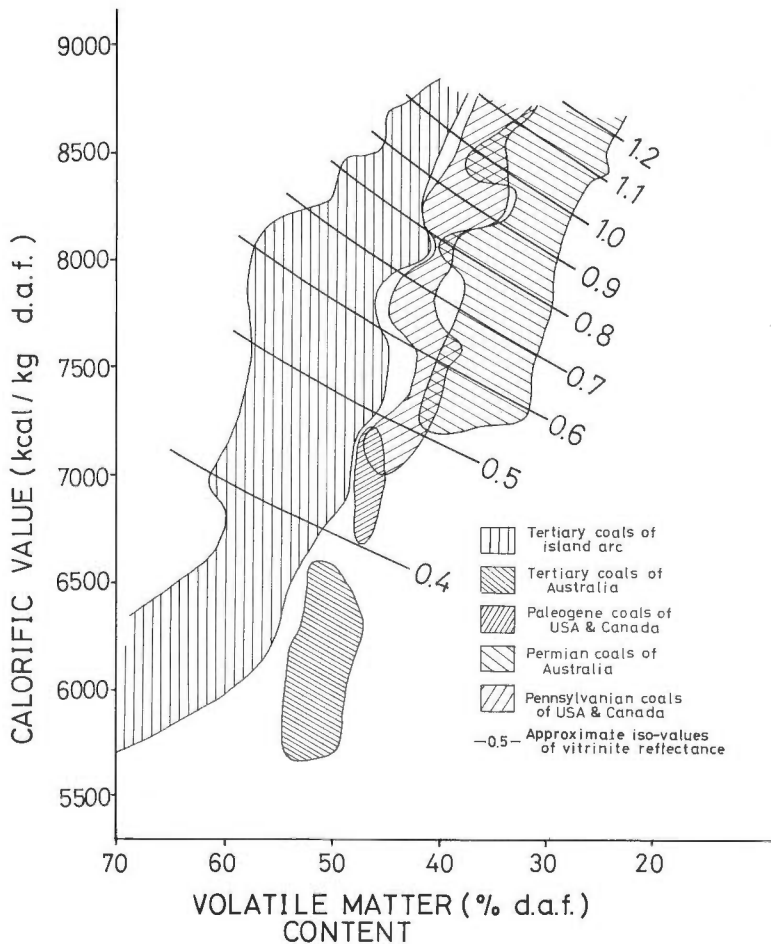 9000
8500
8000
7500
7000
6500
6000
5500
CALORIFIC VALUE (kcal/kg d.a.f.)
1.2
1.1
1.0
0.9
0.8
0.7
0.6
0.5
0.4
Tertiary coals of
island arc
Tertiary coals of
Australia
Paleogene coals of
USA & Canada
Permian coals of
Australia
Pennsylvanian coals
of USA & Canada
—0.5— Approximate iso-values
of vitrinite reflectance
70 60 50 40 30 20
VOLATILE MATTER (% d.a.f.)
CONTENT